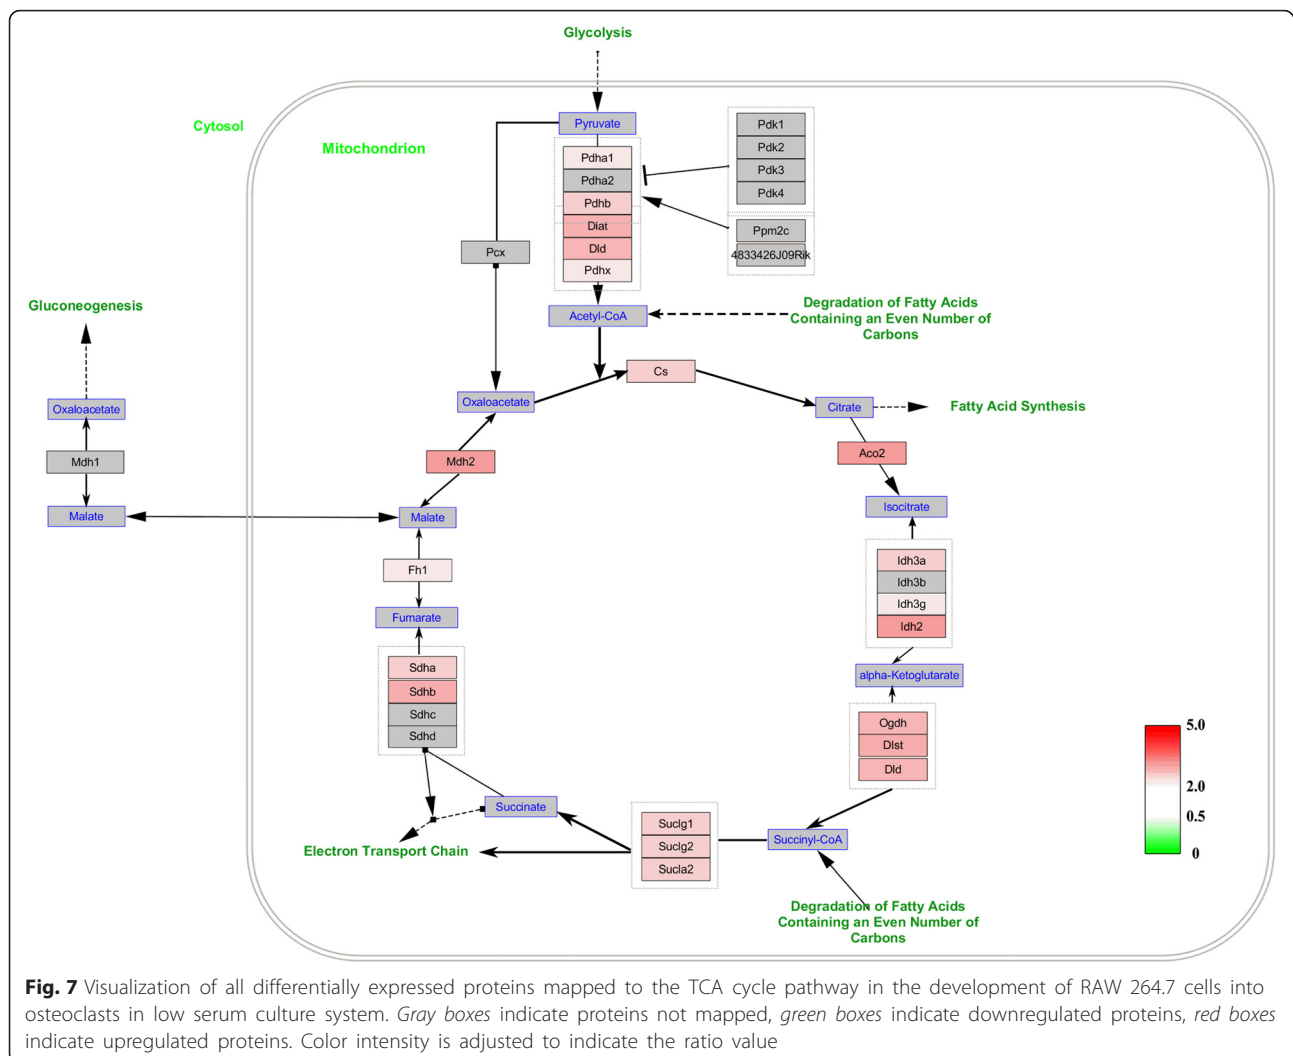 Glycolysis
Cytosol
Mitochondrion
Pyruvate
Pdha1
Pdha2
Pdhb
Dlat
Dld
Pdhx
Pdk1
Pdk2
Pdk3
Pdk4
Ppm2c
4833426J09Rik
Pcx
Acetyl-CoA
Degradation of Fatty Acids
Containing an Even Number of
Carbons
Gluconeogenesis
Oxaloacetate
Mdh1
Malate
Cs
Oxaloacetate
Citrate
Fatty Acid Synthesis
Mdh2
Aco2
Malate
Isocitrate
Fh1
Idh3a
Idh3b
Idh3g
Idh2
Fumarate
Sdha
Sdhb
Sdhc
Sdhd
alpha-Ketoglutarate
Ogdh
Dlst
Dld
5.0
2.0
0.5
0
Succinate
Suclg1
Suclg2
Sucla2
Succinyl-CoA
Electron Transport Chain
Degradation of Fatty Acids
Containing an Even Number of
Carbons
Fig. 7 Visualization of all differentially expressed proteins mapped to the TCA cycle pathway in the development of RAW 264.7 cells into
osteoclasts in low serum culture system. Gray boxes indicate proteins not mapped, green boxes indicate downregulated proteins, red boxes
indicate upregulated proteins. Color intensity is adjusted to indicate the ratio value